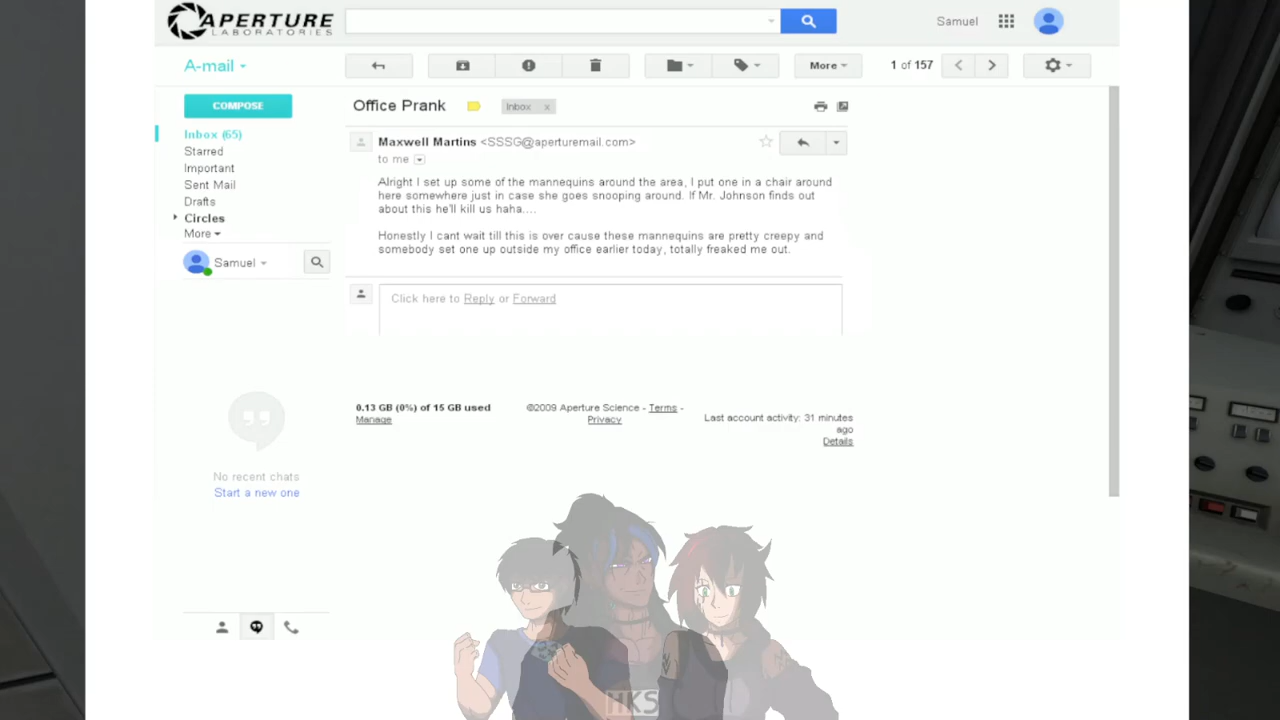 APERTURE
LABORATORIES
Samuel
A-mail
More
1 of 157
COMPOSE
Office Prank
Inbox x
Inbox (65)
Starred
Important
Sent Mail
Drafts
Circles
More
Samuel
Maxwell Martins <SSSG@aperturemail.com>
to me
Alright I set up some of the mannequins around the area, I put one in a chair around
here somewhere just in case she goes snooping around. If Mr. Johnson finds out
about this he'll kill us haha....
Honestly I cant wait till this is over cause these mannequins are pretty creepy and
somebody set one up outside my office earlier today, totally freaked me out.
Click here to Reply or Forward
0.13 GB (0%) of 15 GB used
Manage
©2009 Aperture Science - Terms -
Privacy
Last account activity: 31 minutes
ago
Details
No recent chats
Start a new one
HKS